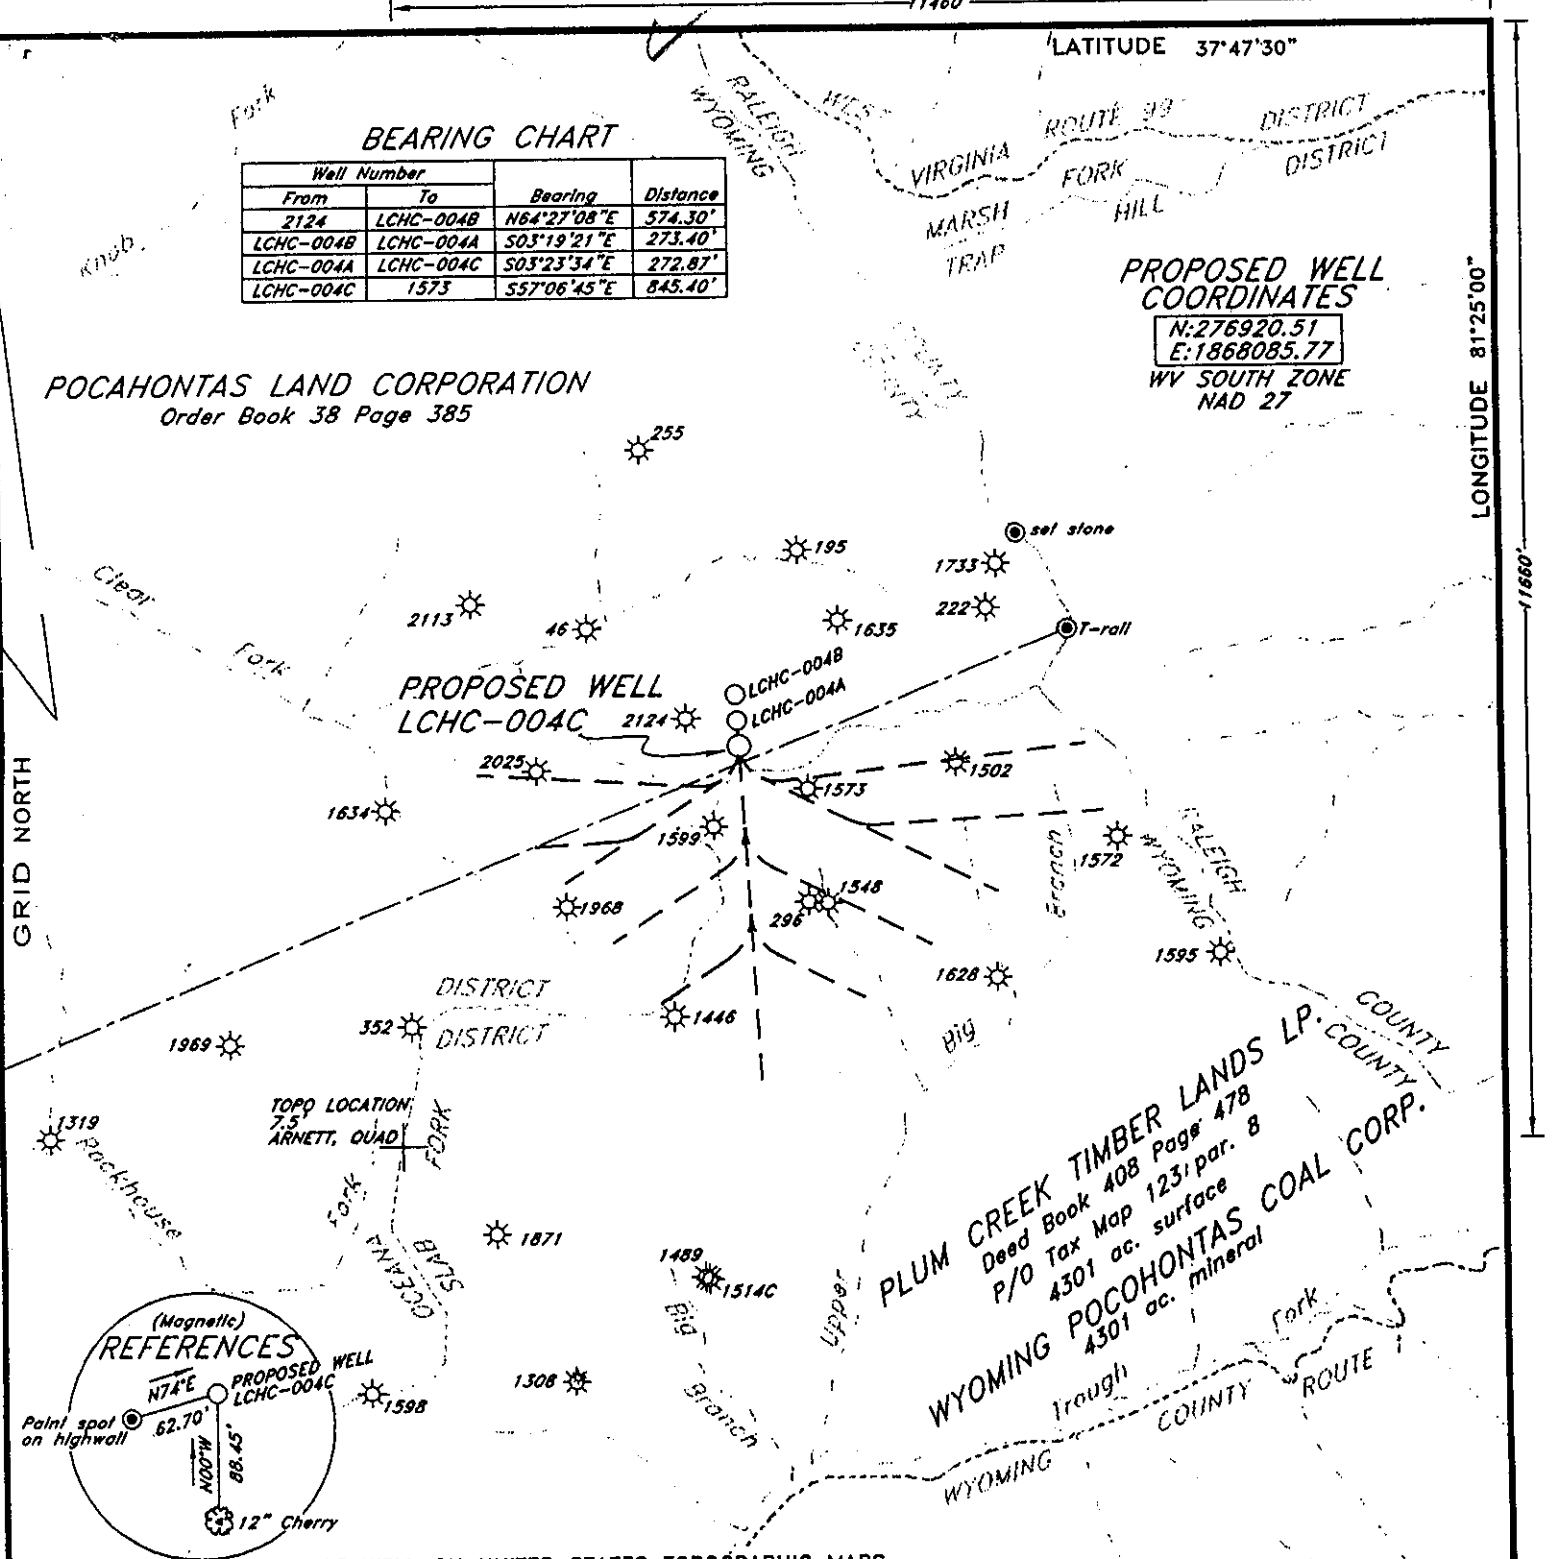 11460'
LATITUDE 37°47'30"
Fork
Knob
RALEIGH
WYOMING
WEST
VIRGINIA
ROUTE 99
DISTRICT
DISTRICT
FORK
HILL
MARSH
TRAP
BEARING CHART
Well Number
From To Bearing Distance
2124 LCHC-004B N64°27'08"E 574.30'
LCHC-004B LCHC-004A S03°19'21"E 273.40'
LCHC-004A LCHC-004C S03°23'34"E 272.87'
LCHC-004C 1573 S57°06'45"E 845.40'
PROPOSED WELL
COORDINATES
N:276920.51
E:1868085.77
WV SOUTH ZONE
NAD 27
LONGITUDE 81°25'00"
11660'
POCAHONTAS LAND CORPORATION
Order Book 38 Page 385
COUNTY
COUNTY
255
set stone
195
1733
Clear
Fork
2113
46
1635
222
T-rail
PROPOSED WELL
LCHC-004C
LCHC-004B
LCHC-004A
2124
2025
1502
1573
1634
GRID NORTH
1599
Branch
1572
RALEIGH
WYOMING
1968
296
1548
1595
1628
DISTRICT
DISTRICT
352
1446
1969
Big
COUNTY
COUNTY
TOPO LOCATION
7.5'
ARNETT, QUAD
FORK
1319
Rockhouse
Fork
SLAB
OCEANA
1871
1489
1514C
Big
Branch
Upper
PLUM CREEK TIMBER LANDS LP.
Deed Book 408 Page 478
P/O Tax Map 123; par. 8
4301 ac. surface
WYOMING POCOHONTAS COAL CORP.
4301 ac. mineral
1308
1598
Trough
Fork
WYOMING
COUNTY
ROUTE
(Magnetic)
REFERENCES
PROPOSED WELL
LCHC-004C
N74°E
62.70'
Paint spot
on highwall
N00°W
88.45'
12" Cherry
UNITED STATES TOPOGRAPHIC MAPS